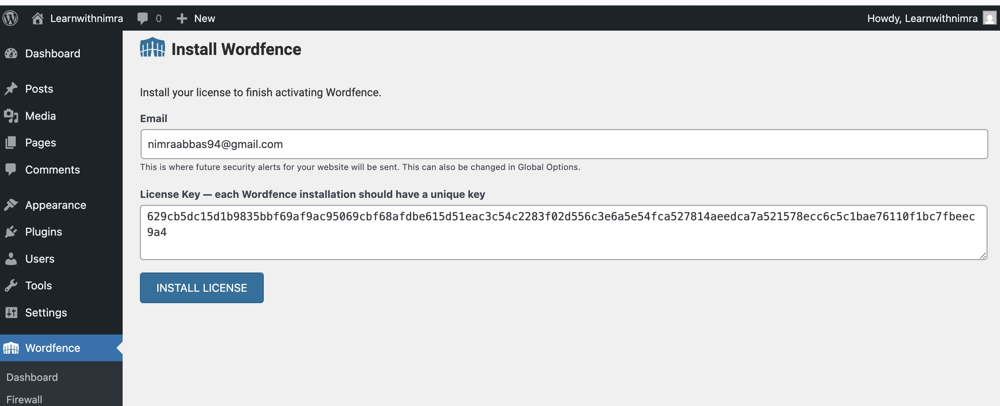 Learnwithnimra
0
New
Howdy, Learnwithnimra
Dashboard
Posts
Media
Pages
Comments
Appearance
Plugins
Users
Tools
Settings
Wordfence
Dashboard
Firewall
Install Wordfence
Install your license to finish activating Wordfence.
Email
nimraabbas94@gmail.com
This is where future security alerts for your website will be sent. This can also be changed in Global Options.
License Key — each Wordfence installation should have a unique key
629cb5dc15d1b9835bbf69af9ac95069cbf68afdbe615d51eac3c54c2283f02d556c3e6a5e54fca527814aeedca7a521578ecc6c5c1bae76110f1bc7fbeec
9a4
INSTALL LICENSE